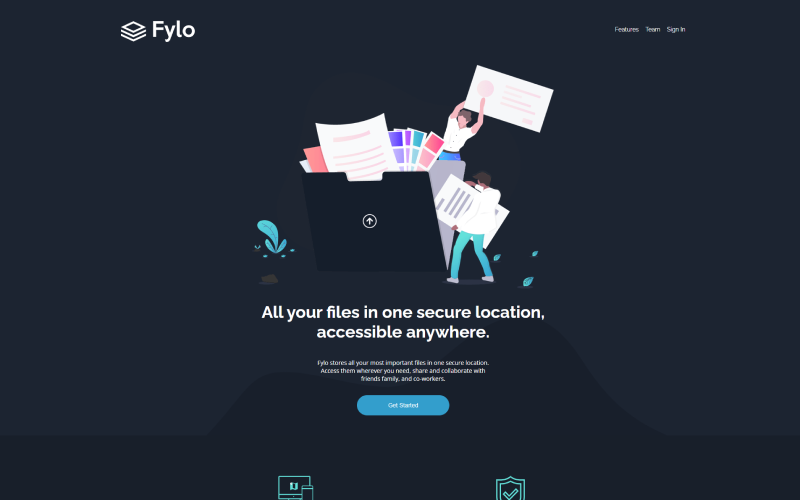 Fylo
Features Team Sign In
All your files in one secure location,
accessible anywhere.
Fylo stores all your most important files in one secure location.
Access them wherever you need, share and collaborate with
friends family, and co-workers.
Get Started